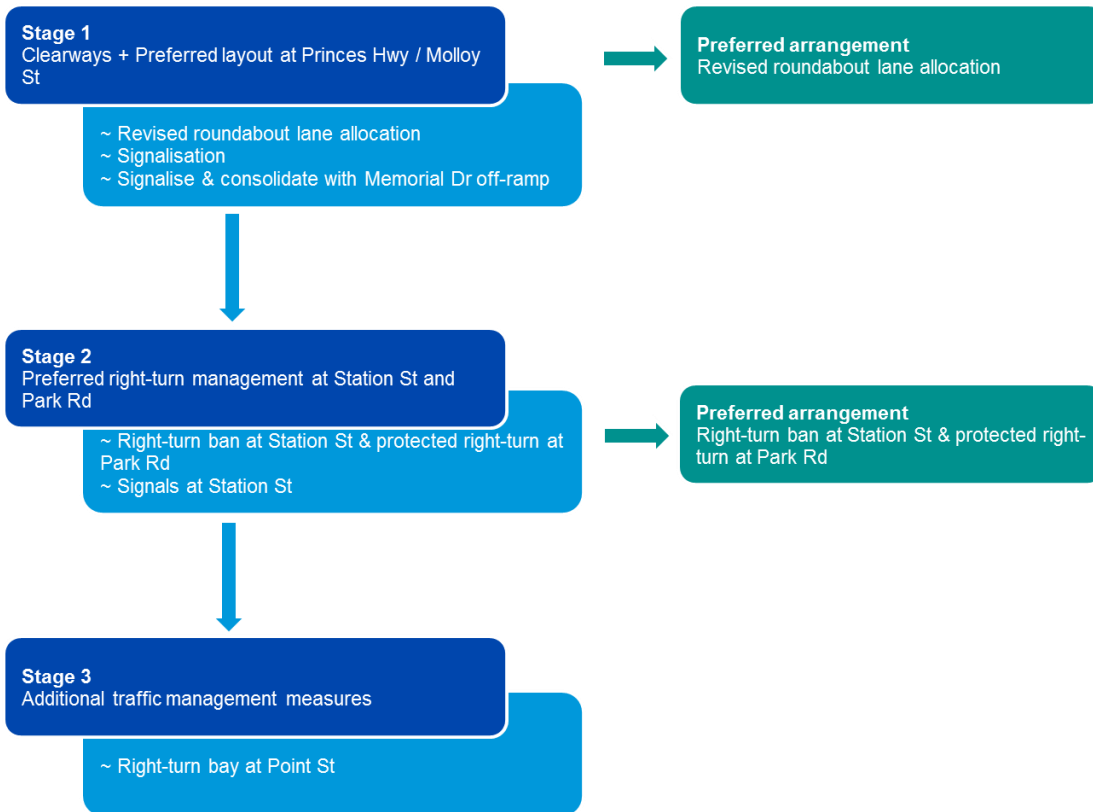 Stage 1
Clearways + Preferred layout at Princes Hwy / Molloy
St
~ Revised roundabout lane allocation
~ Signalisation
~ Signalise & consolidate with Memorial Dr off-ramp
Preferred arrangement
Revised roundabout lane allocation
Stage 2
Preferred right-turn management at Station St and
Park Rd
~ Right-turn ban at Station St & protected right-turn at
Park Rd
~ Signals at Station St
Preferred arrangement
Right-turn ban at Station St & protected right-
turn at Park Rd
Stage 3
Additional traffic management measures
~ Right-turn bay at Point St